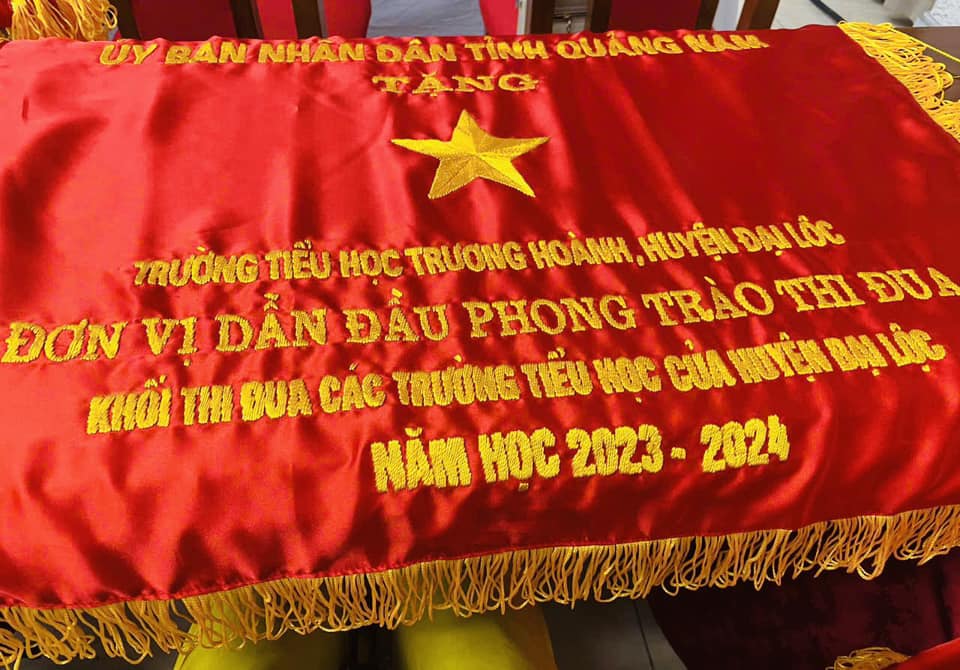 ỦY BAN NHÂN DÂN TỈNH QUẢNG NAM
TẶNG
TRƯỜNG TIỂU HỌC TRƯƠNG HOÀNH, HUYỆN ĐẠI LỘC
ĐƠN VỊ DẪN ĐẦU PHONG TRÀO THI ĐUA
KHỐI THI ĐUA CÁC TRƯỜNG TIỂU HỌC CỦA HUYỆN ĐẠI LỘC
NĂM HỌC 2023 - 2024